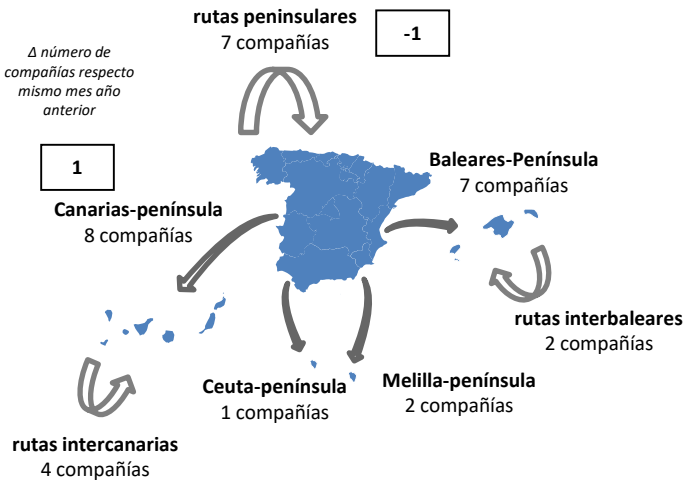 rutas peninsulares
7 compañías
-1
Δ número de
compañías respecto
mismo mes año
anterior
1
Baleares-Península
7 compañías
Canarias-península
8 compañías
rutas interbaleares
2 compañías
Ceuta-península
1 compañías
Melilla-península
2 compañías
rutas intercanarias
4 compañías